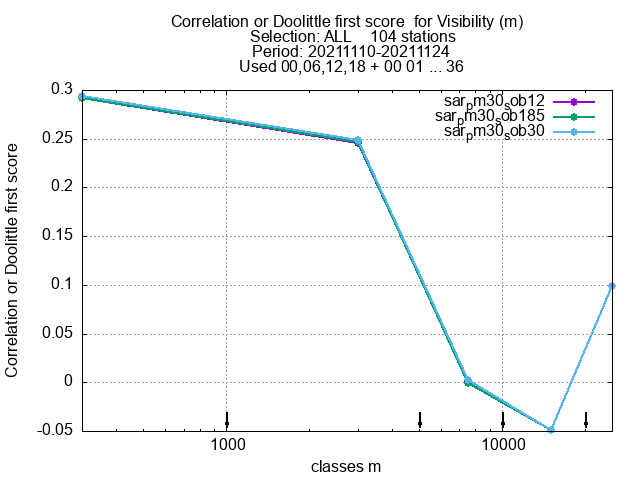 Correlation or Doolittle first score  for Visibility (m)
Selection: ALL    104 stations
Period: 20211110-20211124
Used 00,06,12,18 + 00 01 ... 36
sar_pm30_sob12
sar_pm30_sob185
sar_pm30_sob30
Correlation or Doolittle first score
0.3
0.25
0.2
0.15
0.1
0.05
0
-0.05
1000
10000
classes m